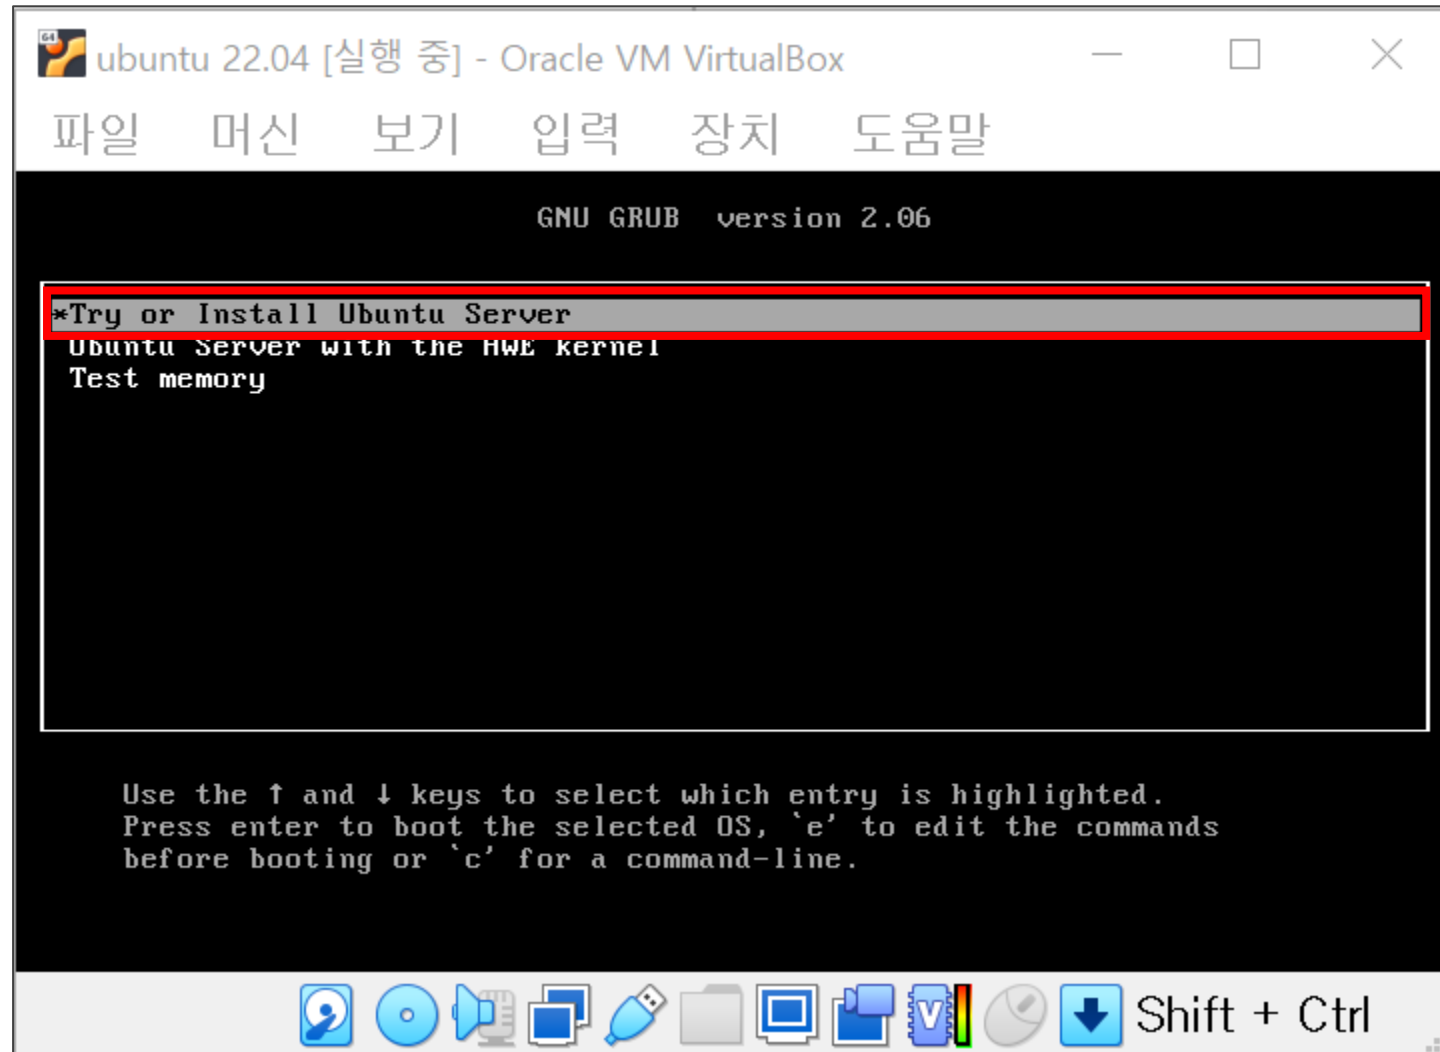 64
ubuntu 22.04 [실행 중] - Oracle VM VirtualBox
파일 머신 보기 입력 장치 도움말
GNU GRUB version 2.06
*Try or Install Ubuntu Server
Ubuntu Server with the HWE kernel
Test memory
Use the ↑ and ↓ keys to select which entry is highlighted.
Press enter to boot the selected OS, `e' to edit the commands
before booting or `c' for a command-line.
V
Shift + Ctrl